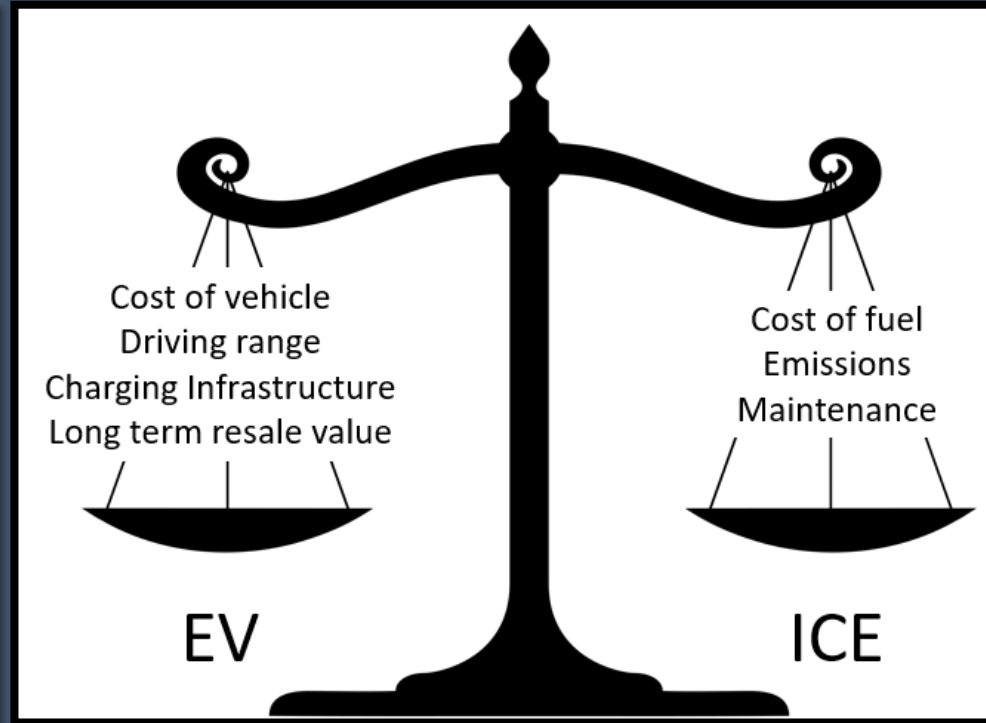 Cost of vehicle
Driving range
Charging Infrastructure
Long term resale value
EV
Cost of fuel
Emissions
Maintenance
ICE